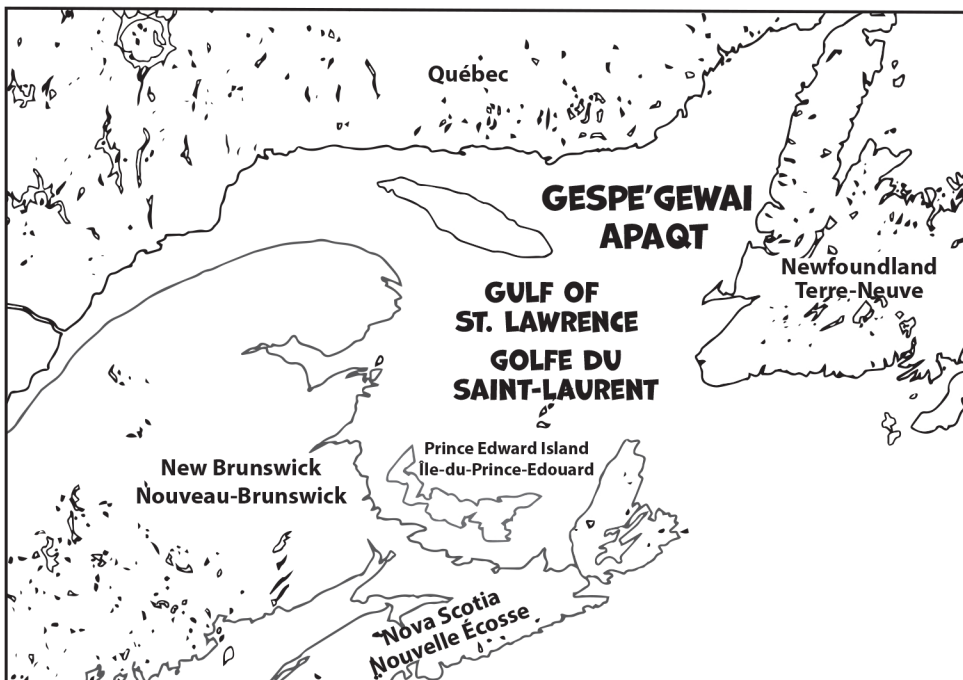 Québec
GESPE'GEWAI
APAQT
Newfoundland
Terre-Neuve
GULF OF
ST. LAWRENCE
GOLFE DU
SAINT-LAURENT
Prince Edward Island
Île-du-Prince-Edouard
New Brunswick
Nouveau-Brunswick
Nova Scotia
Nouvelle Écosse